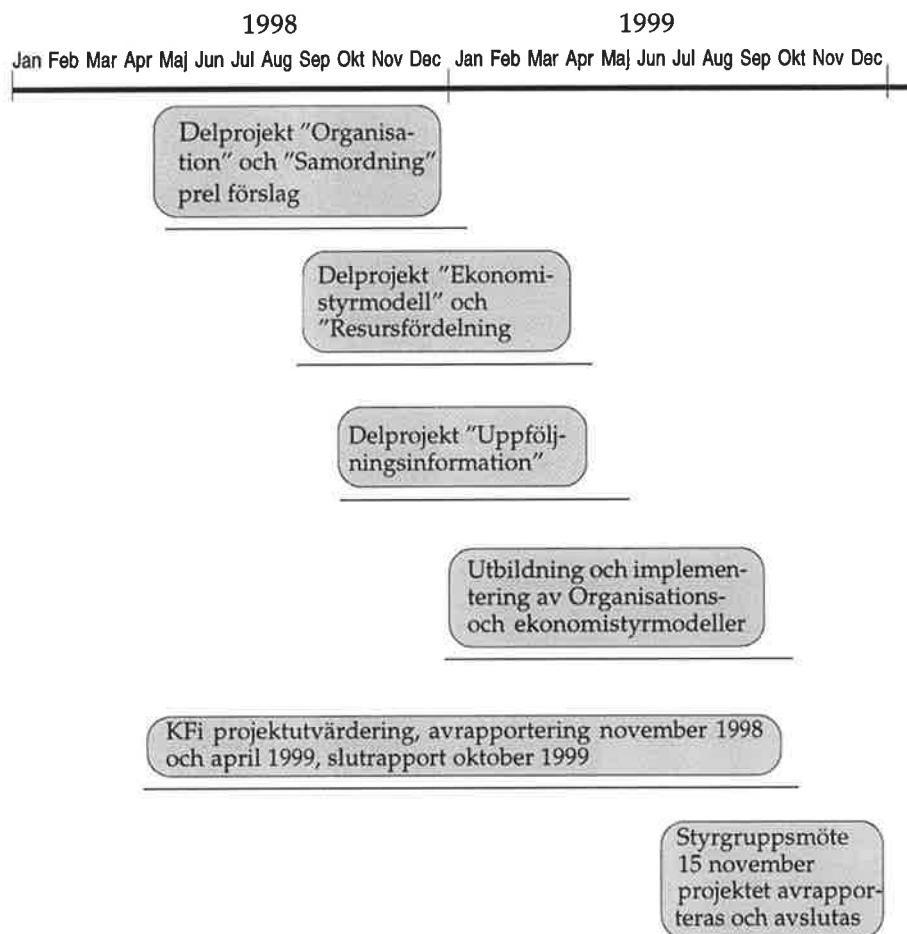 1998 1999
Jan Feb Mar Apr Maj Jun Jul Aug Sep Okt Nov Dec Jan Feb Mar Apr Maj Jun Jul Aug Sep Okt Nov Dec
Delprojekt "Organisa-
tion" och "Samordning"
prel förslag
Delprojekt "Ekonomi-
styrmodell" och
"Resursfördelning
Delprojekt "Uppfölj-
ningsinformation"
Utbildning och implemen-
tering av Organisations-
och ekonomistyrmodeller
KFi projektutvärdering, avrapportering november 1998
och april 1999, slutrapport oktober 1999
Styrgruppsmöte
15 november
projektet avrappor-
teras och avslutas